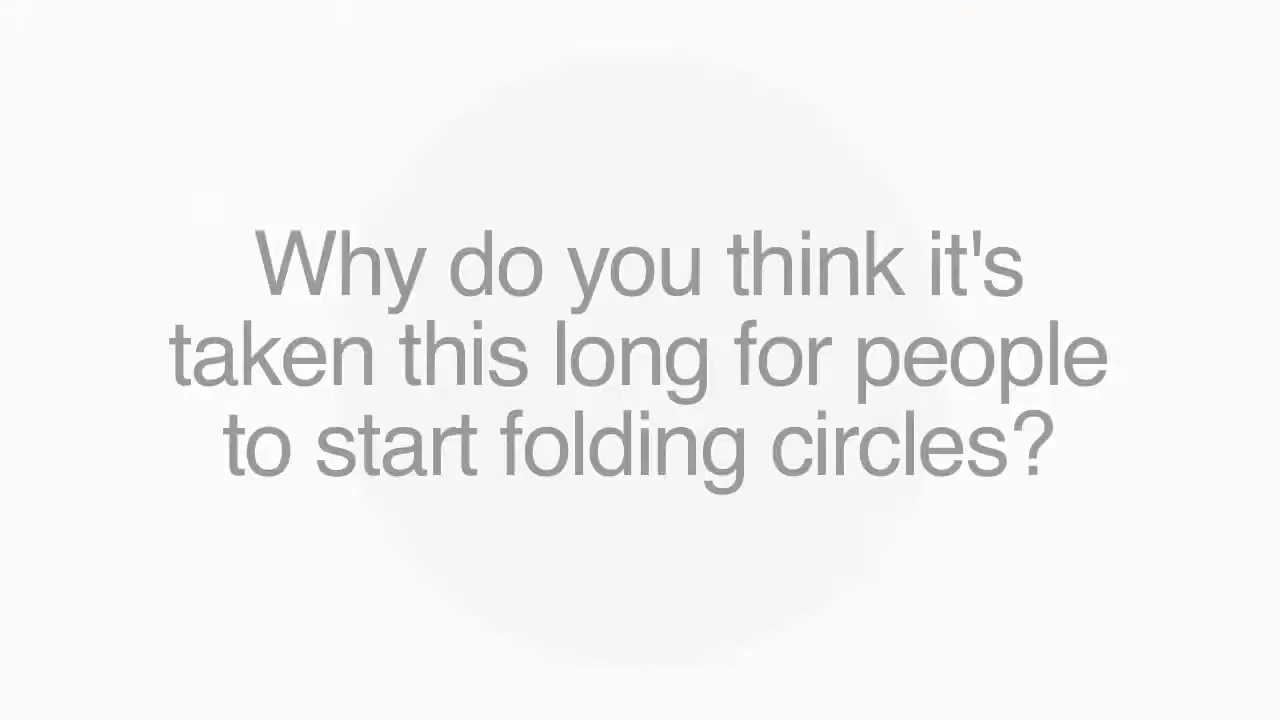 Why do you think it's
taken this long for people
to start folding circles?